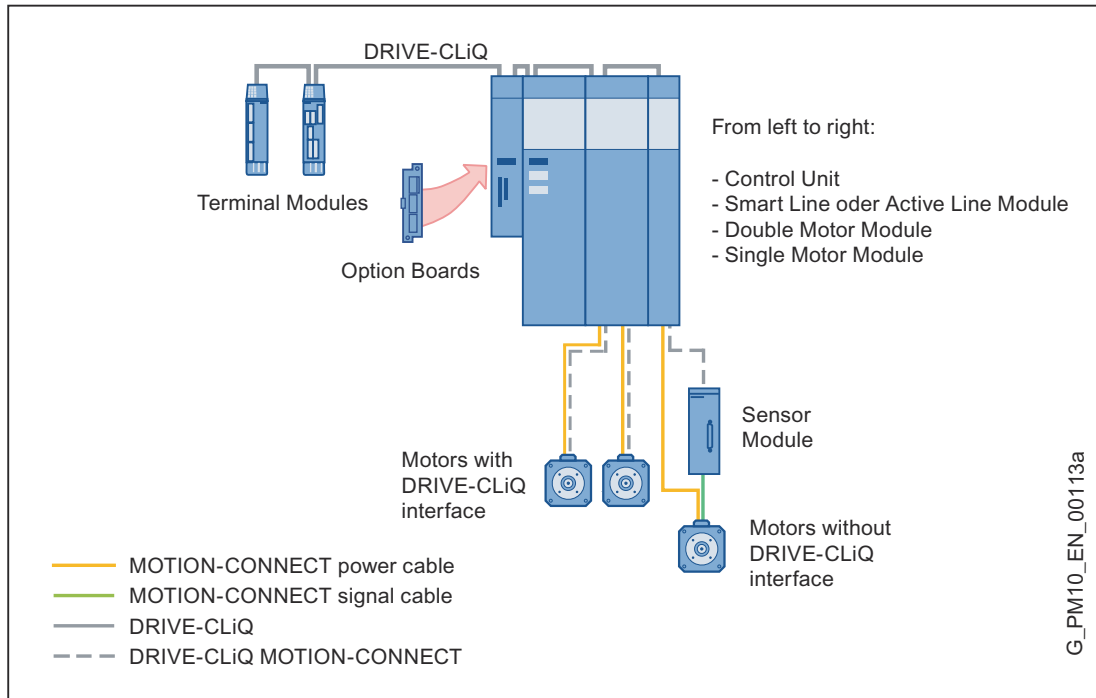 DRIVE-CLiQ
Terminal Modules
Option Boards
From left to right:
- Control Unit
- Smart Line oder Active Line Module
- Double Motor Module
- Single Motor Module
Sensor
Module
Motors with
DRIVE-CLiQ
interface
Motors without
DRIVE-CLiQ
interface
MOTION-CONNECT power cable
MOTION-CONNECT signal cable
DRIVE-CLiQ
DRIVE-CLiQ MOTION-CONNECT
G_PM10_EN_00113a